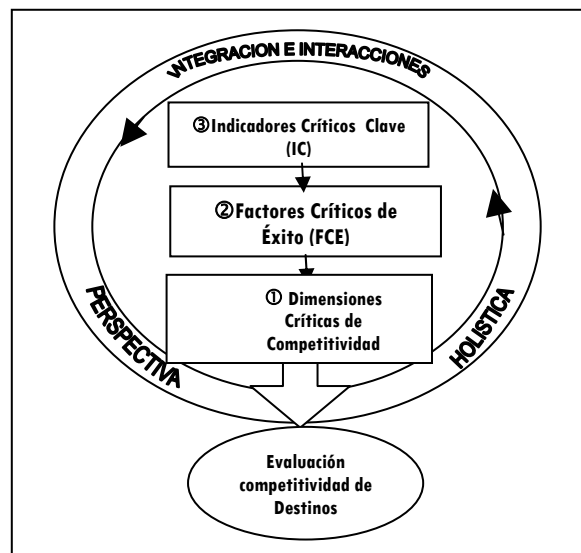 INTEGRACION E INTERACCIONES
③Indicadores Críticos Clave
(IC)
②Factores Críticos de
Éxito (FCE)
① Dimensiones
Críticas de
Competitividad
PERSPECTIVA
HOLISTICA
Evaluación
competitividad de
Destinos